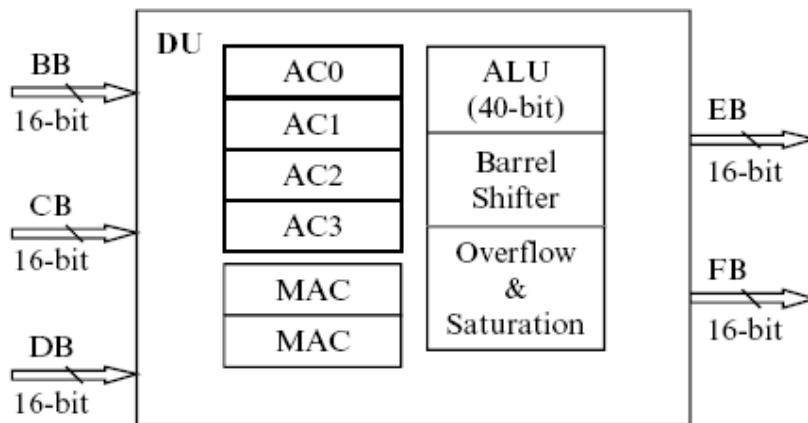 DU
BB
16-bit
CB
16-bit
DB
16-bit
AC0
AC1
AC2
AC3
MAC
MAC
ALU
(40-bit)
Barrel
Shifter
Overflow
&
Saturation
EB
16-bit
FB
16-bit